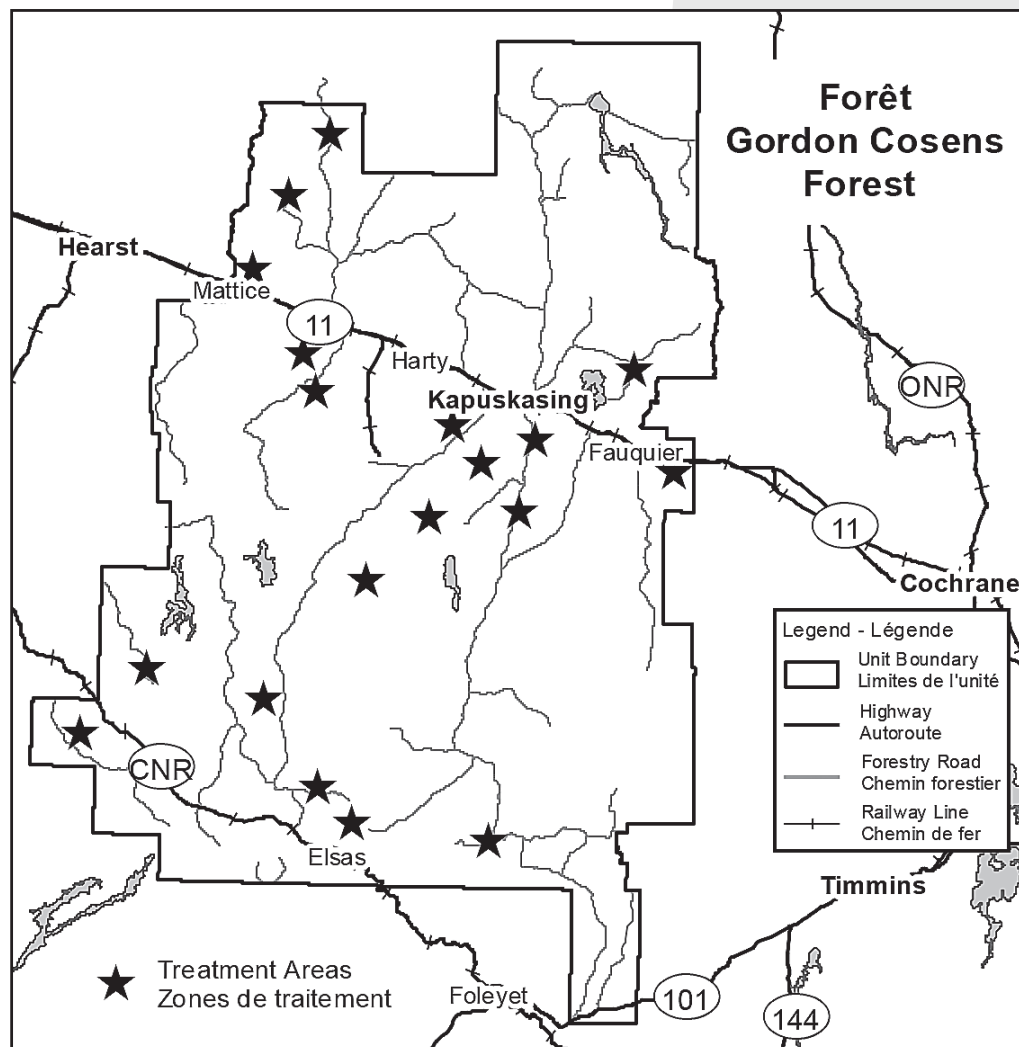 Forêt
Gordon Cosens
Forest
Hearst
Mattice
11
Harty
ONR
Kapuskasing
Fauquier
11
Cochrane
Legend - Légende
Unit Boundary
Limites de l'unité
Highway
Autoroute
Forestry Road
Chemin forestier
Railway Line
Chemin de fer
CNR
Elsas
Timmins
Treatment Areas
Zones de traitement
Foleyet
101
144